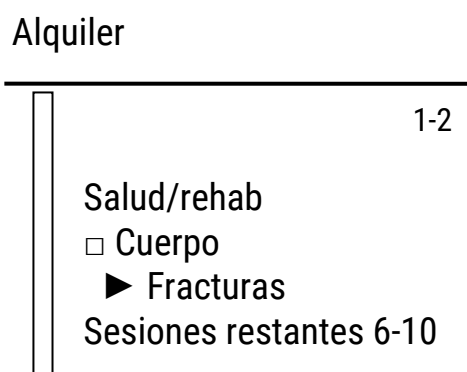 Alquiler
1-2
Salud/rehab
□ Cuerpo
► Fracturas
Sesiones restantes 6-10